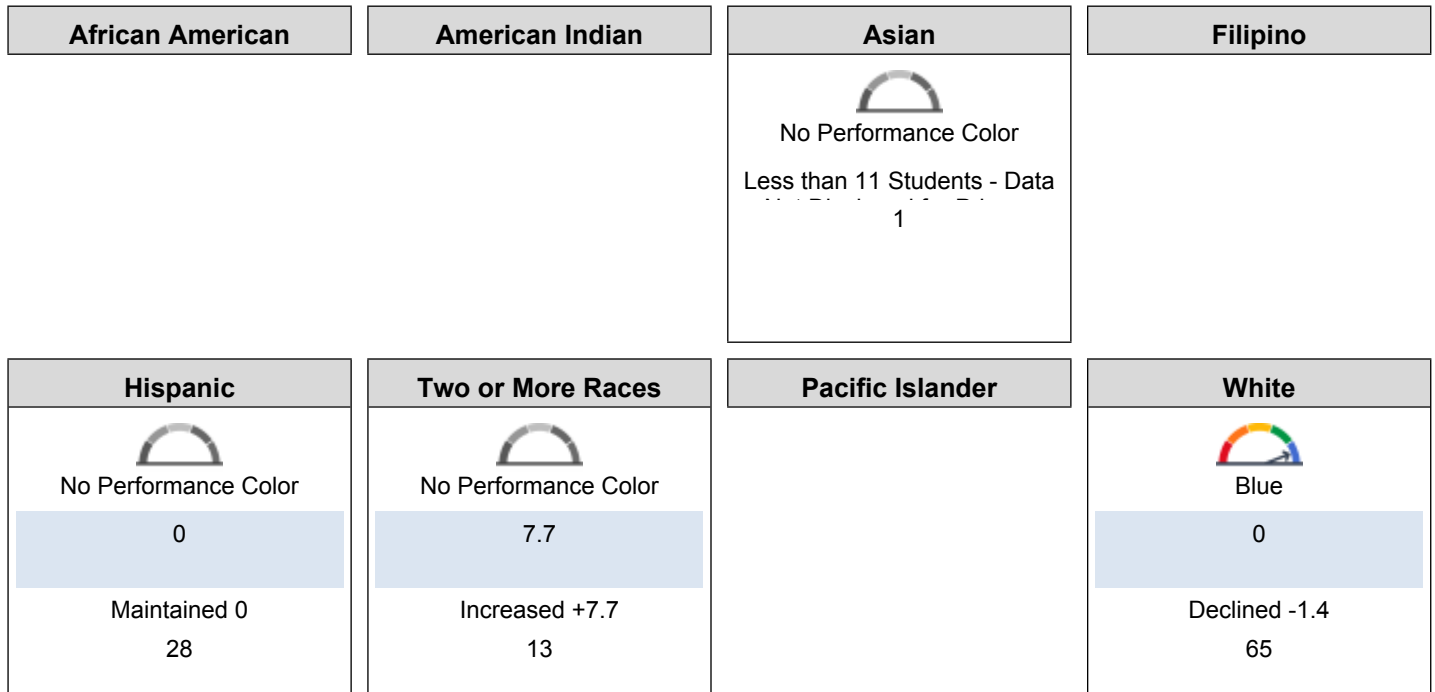 African American
American Indian
Asian
Filipino
No Performance Color
Less than 11 Students - Data
1
Hispanic
Two or More Races
Pacific Islander
White
No Performance Color
No Performance Color
Blue
0
7.7
0
Maintained 0
Increased +7.7
Declined -1.4
28
13
65